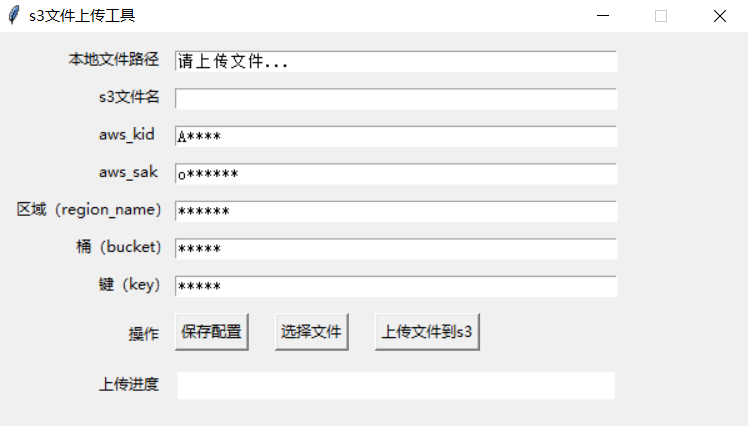 s3文件上传工具
本地文件路径 请上传文件...
s3文件名
aws_kid A****
aws_sak o******
区域（region_name） ******
桶（bucket） *****
键（key） *****
操作 保存配置 选择文件 上传文件到s3
上传进度